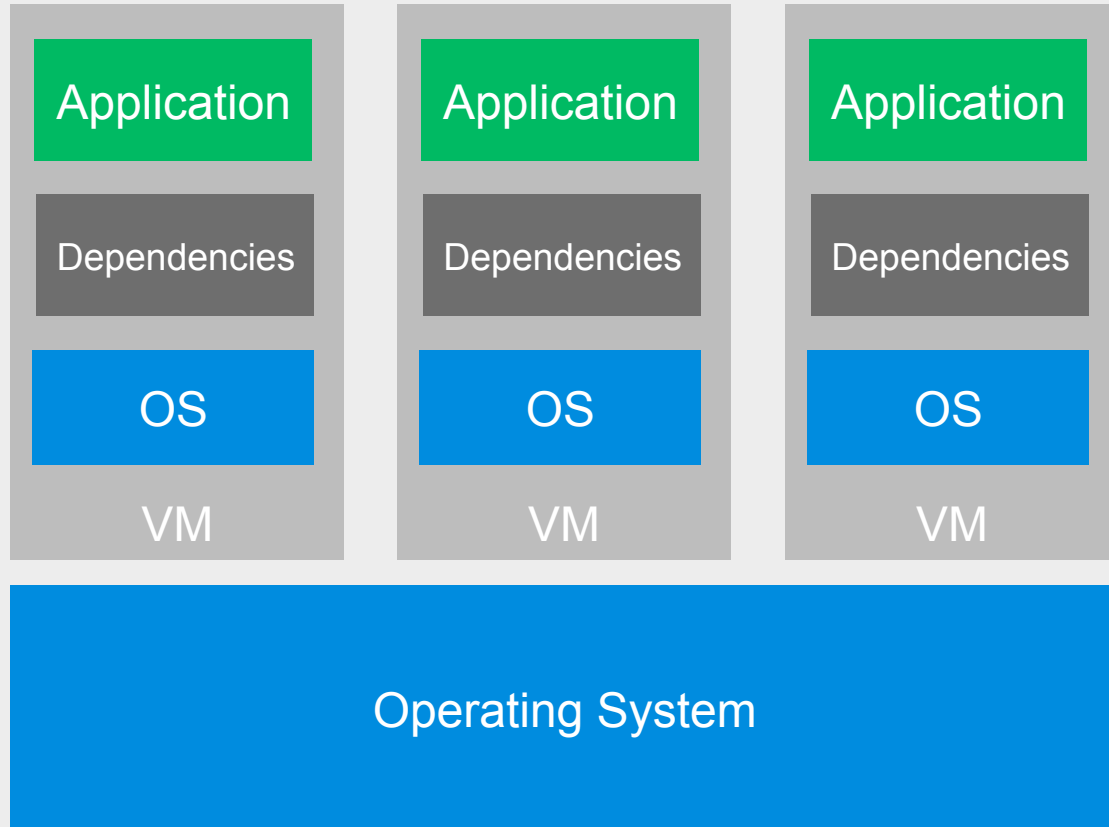 Application
Application
Application
Dependencies
Dependencies
Dependencies
OS
OS
OS
VM
VM
VM
Operating System